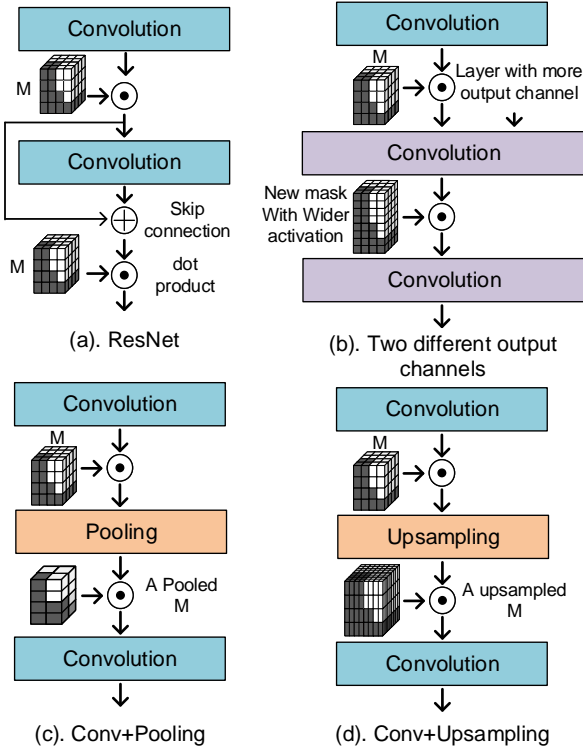 Convolution
M
Convolution
Skip
connection
M
dot
product
(a). ResNet
Convolution
M
Layer with more
output channel
Convolution
New mask
With Wider
activation
Convolution
(b). Two different output
channels
Convolution
M
Pooling
A Pooled
M
Convolution
(c). Conv+Pooling
Convolution
M
Upsampling
A upsampled
M
Convolution
(d). Conv+Upsampling